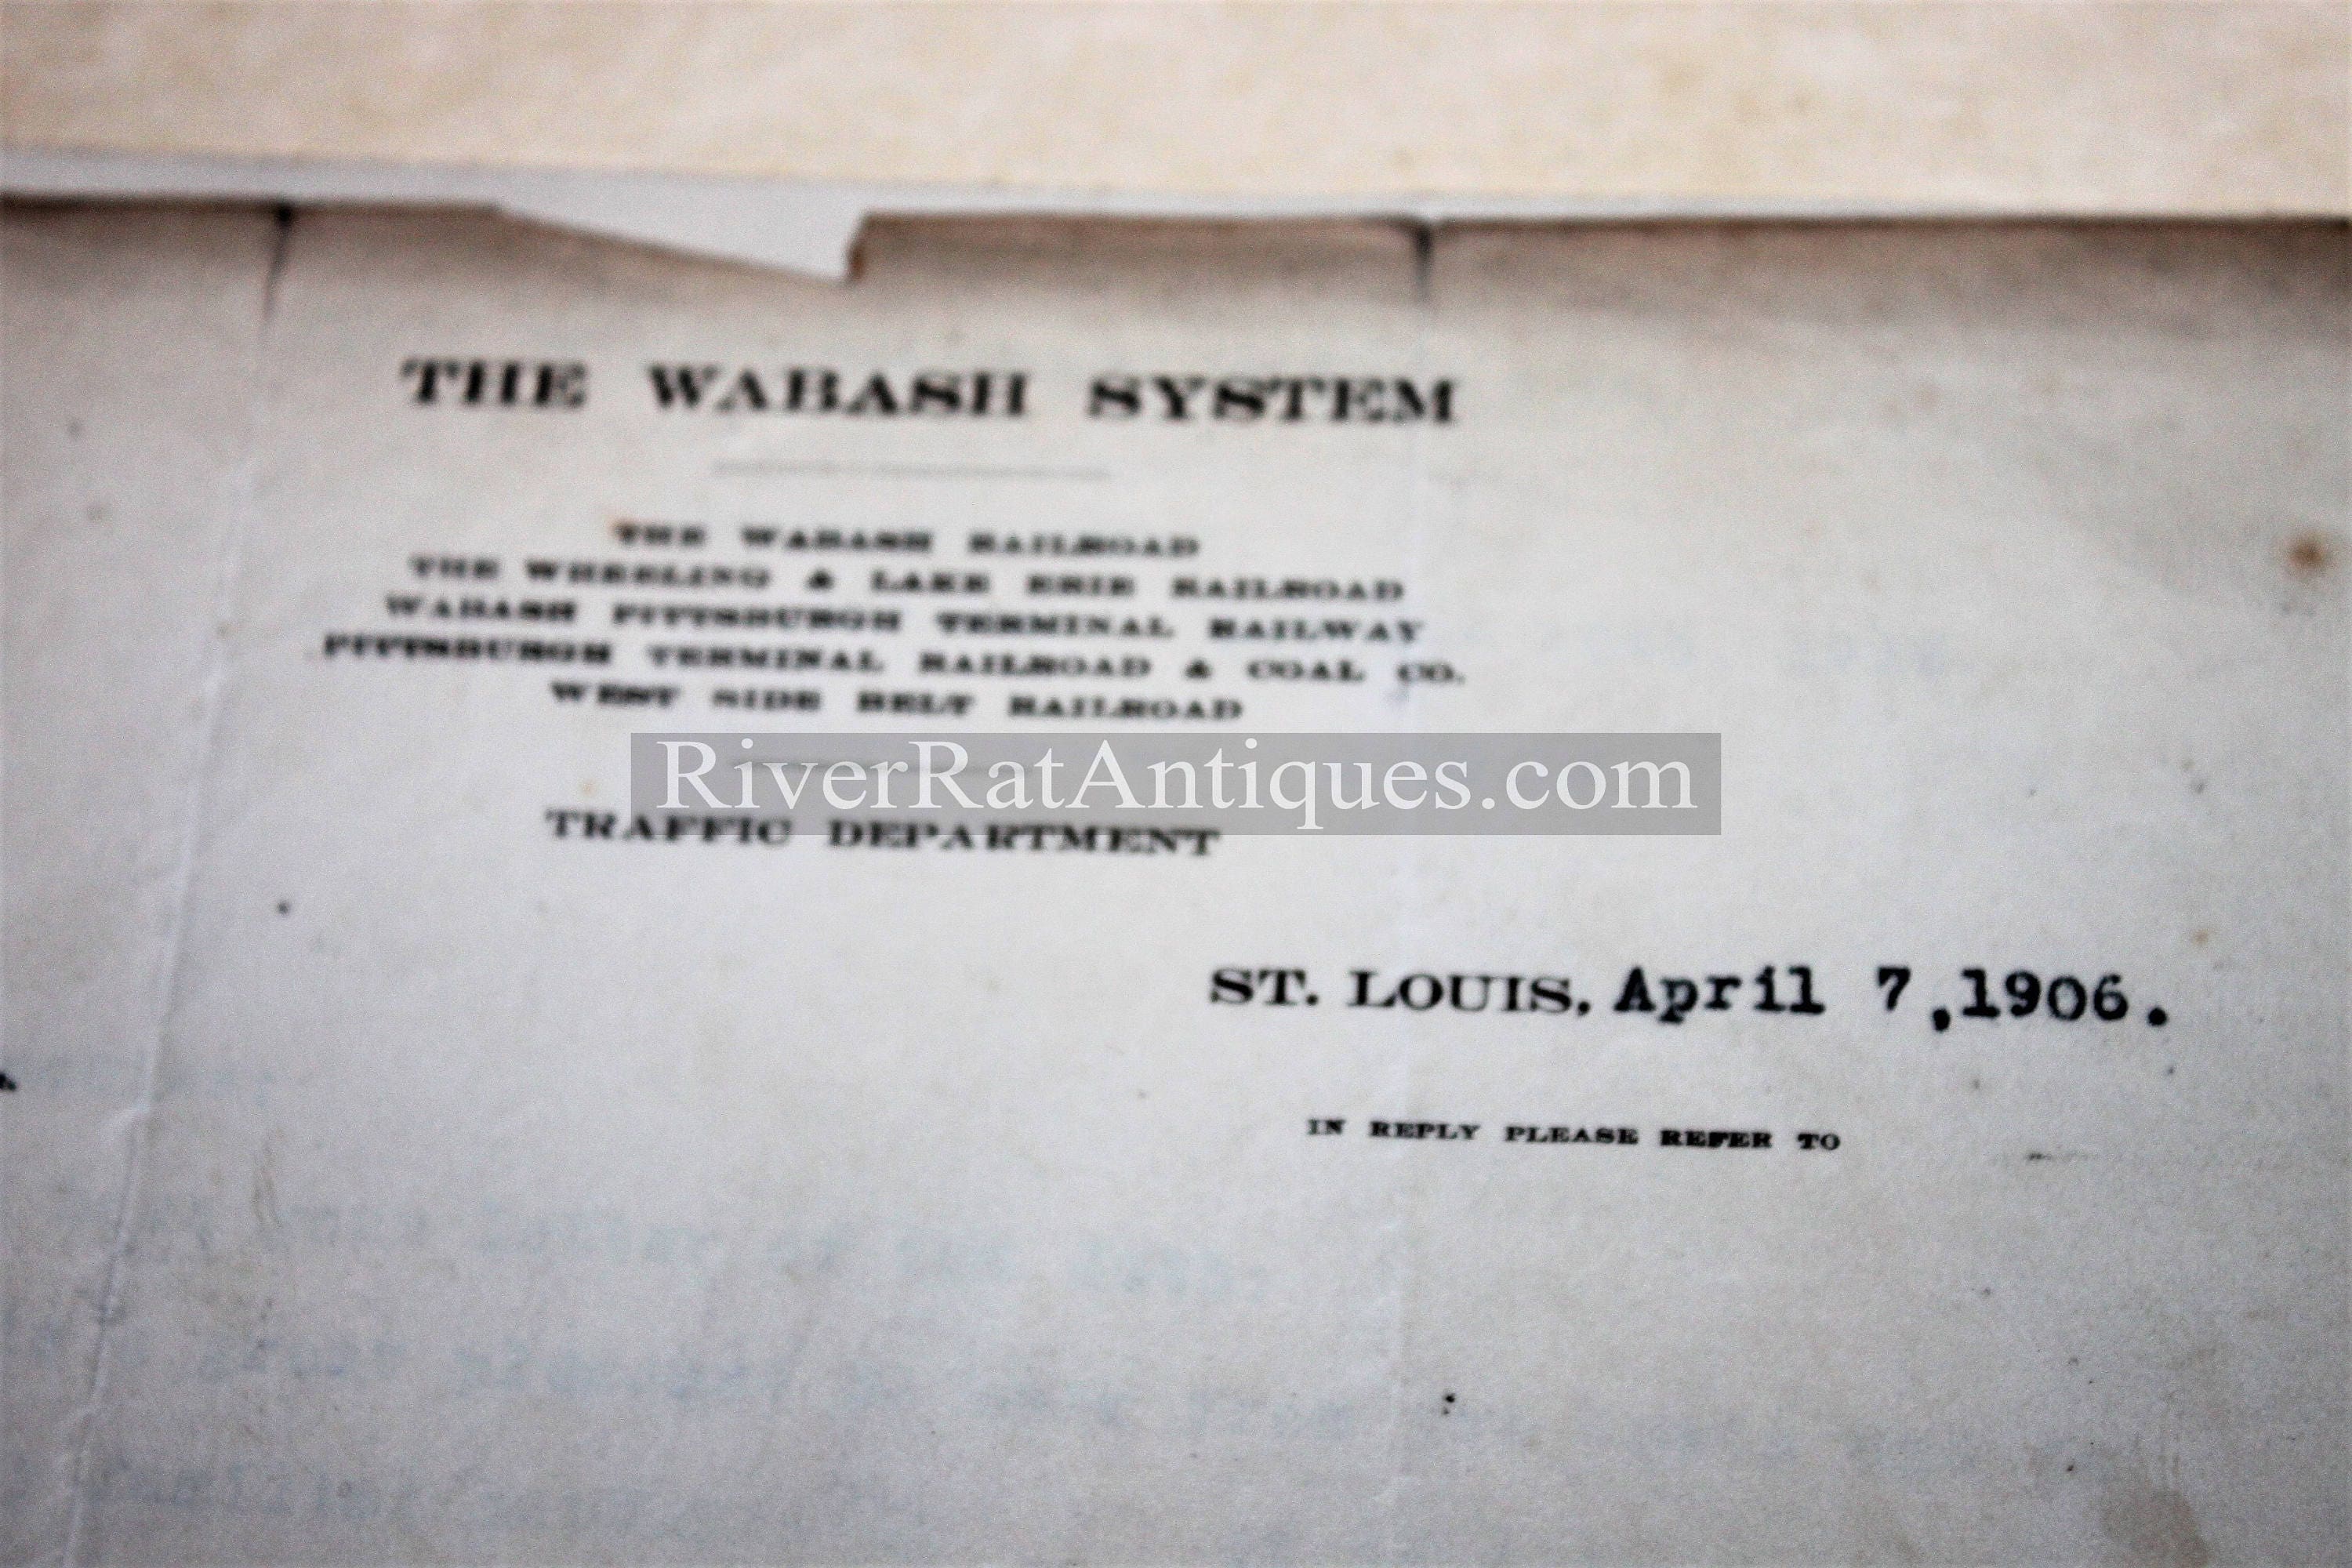 THE WABASH SYSTEM
THE WABASH RAILROAD
THE WHEELING & LAKE ERIE RAILROAD
WABASH PITTSBURGH TERMINAL RAILWAY
PITTSBURGH TERMINAL RAILROAD & COAL CO.
WEST SIDE BELT RAILROAD
RiverRatAntiques.com
TRAFFIC DEPARTMENT
ST. LOUIS, April 7,1906.
IN REPLY PLEASE REFER TO